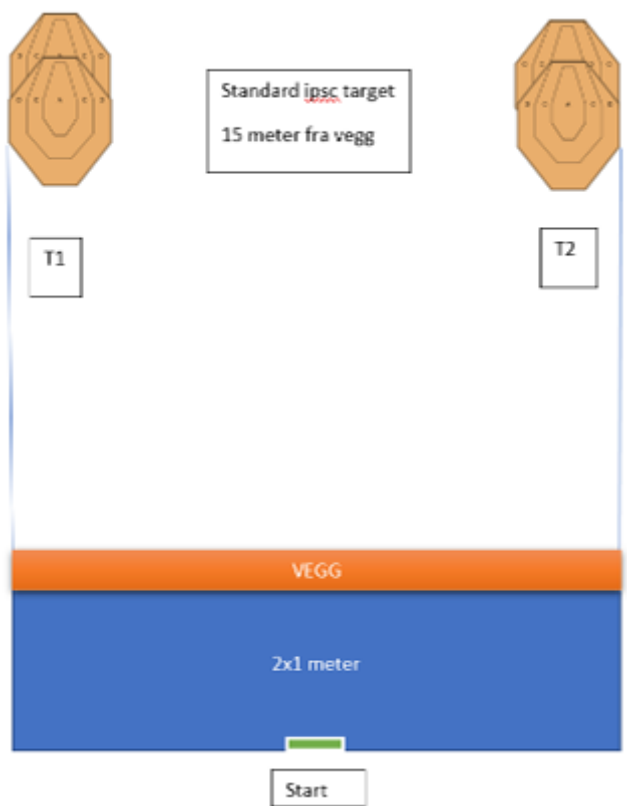 Standard ipsc target
15 meter fra vegg
T1
T2
VEGG
2x1 meter
Start